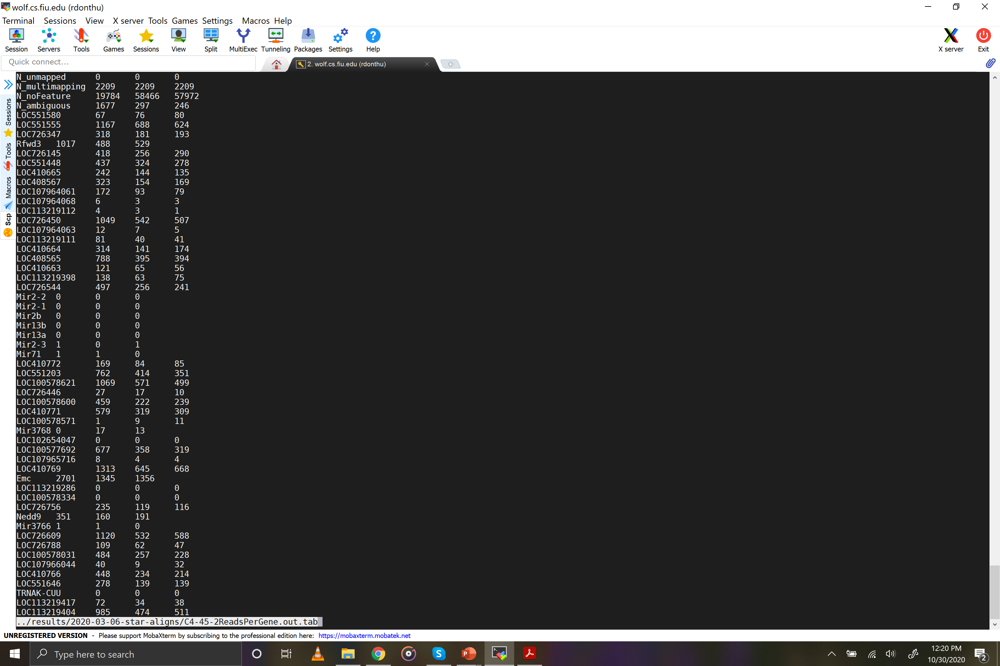 wolf.cs.fiu.edu (rdonthu)
Terminal Sessions View X server Tools Games Settings Macros Help
Session Servers Tools Games Sessions View Split MultiExec Tunneling Packages Settings Help X server Exit
Quick connect...
2. wolf.cs.fiu.edu (rdonthu)
Sessions
Tools
Macros
Scp
N_unmapped 0 0 0
N_multimapping 2209 2209 2209
N_noFeature 19784 58466 57972
N_ambiguous 1677 297 246
LOC551580 67 76 80
LOC551555 1167 688 624
LOC726347 318 181 193
Rfwd3 1017 488 529
LOC726145 418 256 290
LOC551448 437 324 278
LOC410665 242 144 135
LOC408567 323 154 169
LOC107964061 172 93 79
LOC107964068 6 3 3
LOC113219112 4 3 1
LOC726450 1049 542 507
LOC107964063 12 7 5
LOC113219111 81 40 41
LOC410664 314 141 174
LOC408565 788 395 394
LOC410663 121 65 56
LOC113219398 138 63 75
LOC726544 497 256 241
Mir2-2 0 0 0
Mir2-1 0 0 0
Mir2b 0 0 0
Mir13b 0 0 0
Mir13a 0 0 0
Mir2-3 1 0 1
Mir71 1 1 0
LOC410772 169 84 85
LOC551203 762 414 351
LOC100578621 1069 571 499
LOC726446 27 17 10
LOC100578600 459 222 239
LOC410771 579 319 309
LOC100578571 1 9 11
Mir3768 0 17 13
LOC102654047 0 0 0
LOC100577692 677 358 319
LOC107965716 8 4 4
LOC410769 1313 645 668
Emc 2701 1345 1356
LOC113219286 0 0 0
LOC100578334 0 0 0
LOC726756 235 119 116
Nedd9 351 160 191
Mir3766 1 1 0
LOC726609 1120 532 588
LOC726788 109 62 47
LOC100578031 484 257 228
LOC107966044 40 9 32
LOC410766 448 234 214
LOC551646 278 139 139
TRNAK-CUU 0 0 0
LOC113219417 72 34 38
LOC113219404 985 474 511
../results/2020-03-06-star-aligns/C4-45-2ReadsPerGene.out.tab
UNREGISTERED VERSION - Please support MobaXterm by subscribing to the professional edition here: https://mobaxterm.mobatek.net
Type here to search
12:20 PM
10/30/2020
2